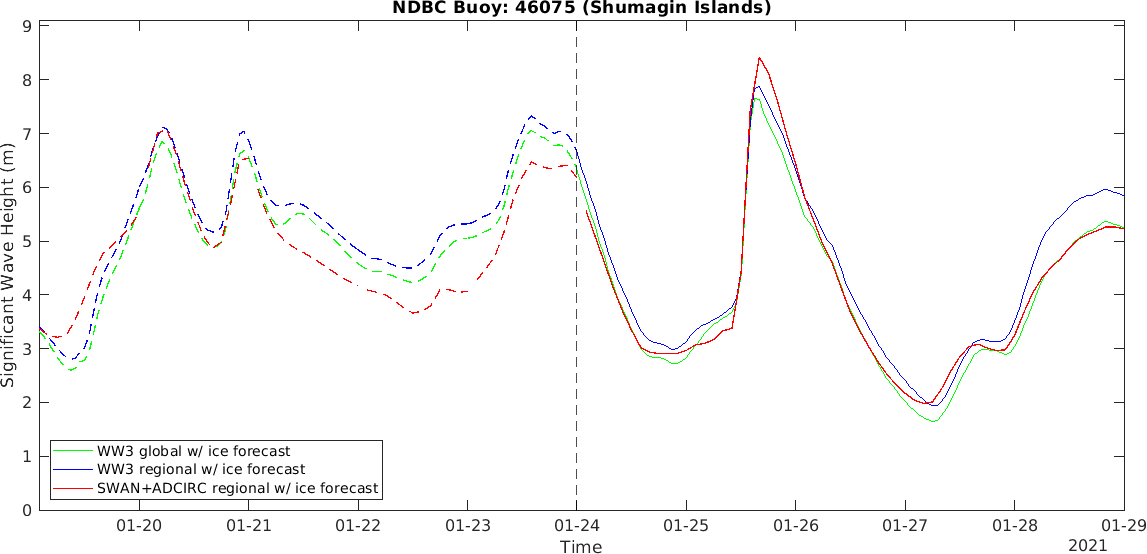 NDBC Buoy: 46075 (Shumagin Islands)
Significant Wave Height (m)
9
8
7
6
5
4
3
2
1
0
WW3 global w/ ice forecast
WW3 regional w/ ice forecast
SWAN+ADCIRC regional w/ ice forecast
01-20 01-21 01-22 01-23 01-24 01-25 01-26 01-27 01-28 01-29
Time
2021